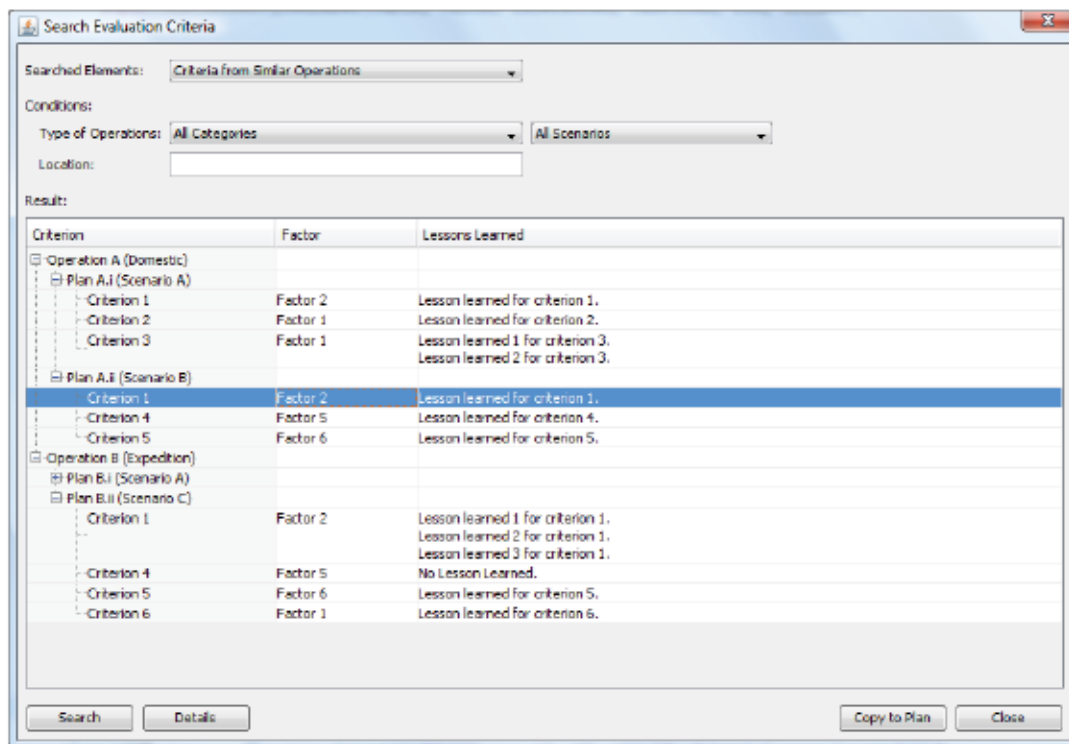 Search Evaluation Criteria
Searched Elements: Criteria from Similar Operations
Conditions:
Type of Operations: All Categories All Scenarios
Location:
Result:
Criterion Factor Lessons Learned
Operation A (Domestic)
Plan A.i (Scenario A)
Criterion 1 Factor 2 Lesson learned for criterion 1.
Criterion 2 Factor 1 Lesson learned for criterion 2.
Criterion 3 Factor 1 Lesson learned 1 for criterion 3.
Lesson learned 2 for criterion 3.
Plan A.ii (Scenario B)
Criterion 1 Factor 2 Lesson learned for criterion 1.
Criterion 4 Factor 5 Lesson learned for criterion 4.
Criterion 5 Factor 6 Lesson learned for criterion 5.
Operation B (Expedition)
Plan B.i (Scenario A)
Plan B.ii (Scenario C)
Criterion 1 Factor 2 Lesson learned 1 for criterion 1.
Lesson learned 2 for criterion 1.
Lesson learned 3 for criterion 1.
Criterion 4 Factor 5 No Lesson Learned.
Criterion 5 Factor 6 Lesson learned for criterion 5.
Criterion 6 Factor 1 Lesson learned for criterion 6.
Search Details Copy to Plan Close